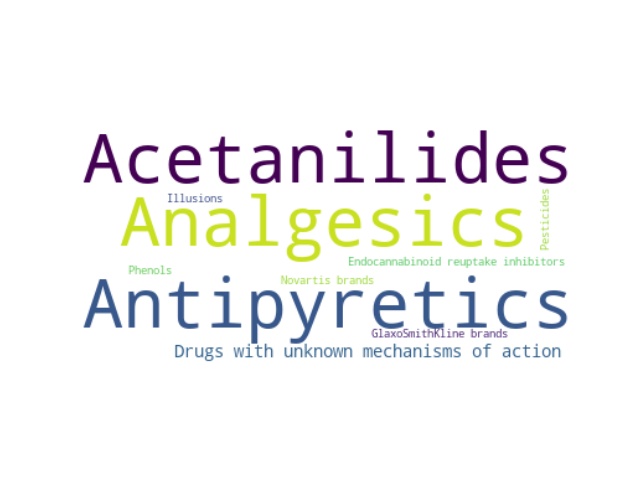 Acetanilides
Illusions
Analgesics
Pesticides
Endocannabinoid reuptake inhibitors
Phenols
Novartis brands
Antipyretics
GlaxoSmithKline brands
Drugs with unknown mechanisms of action